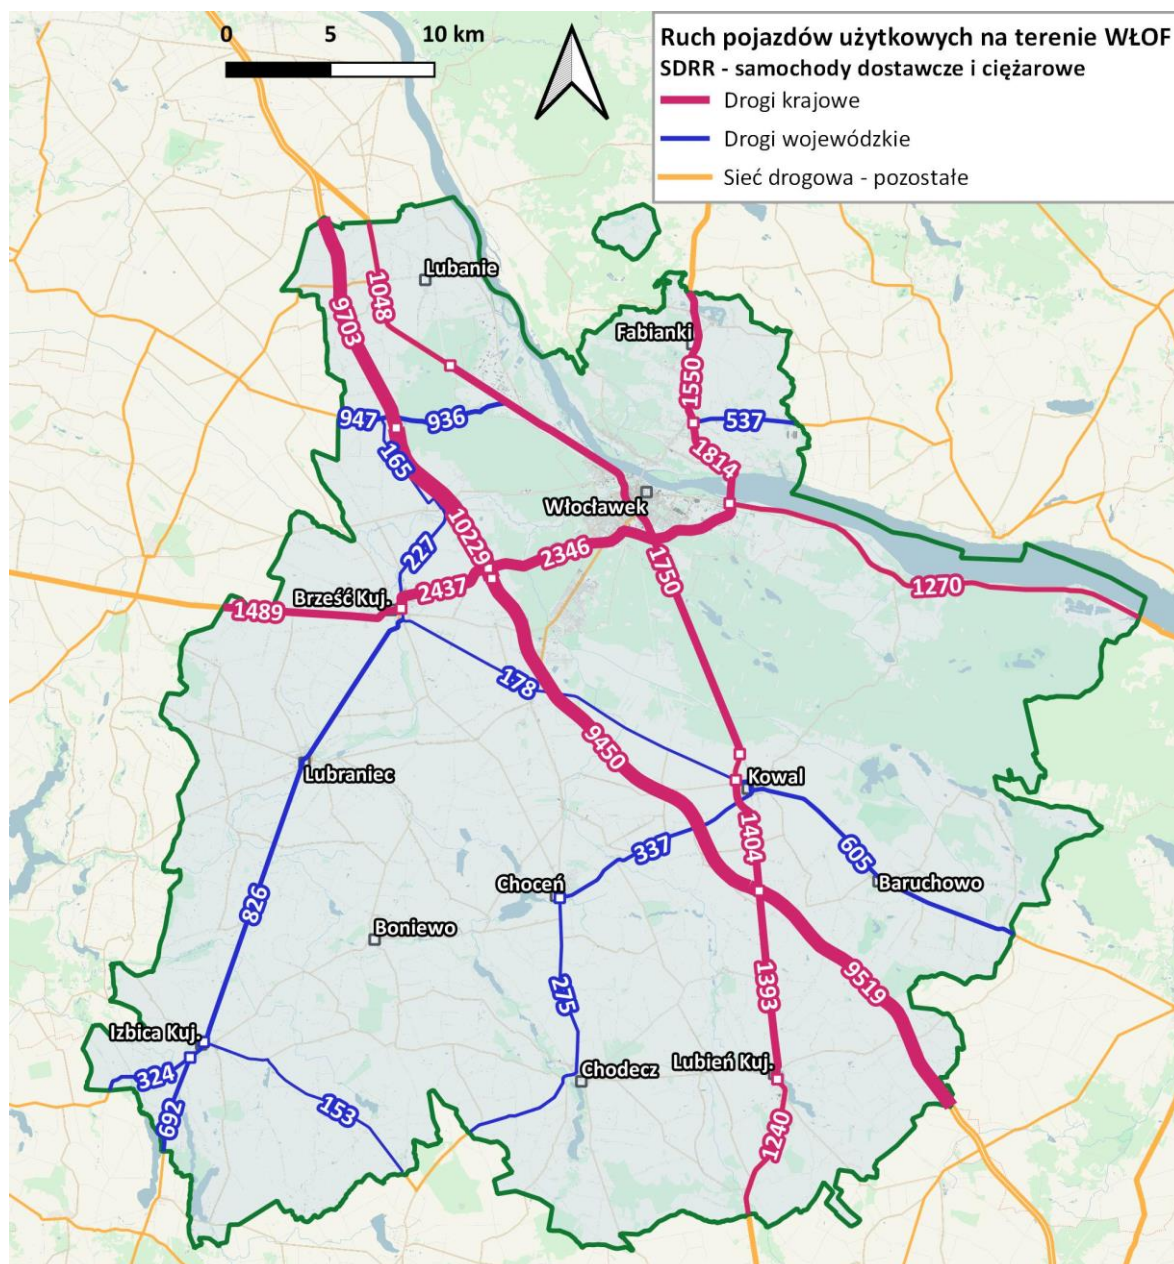 0 5 10 km
Ruch pojazdów użytkowych na terenie WŁOF
SDRR - samochody dostawcze i ciężarowe
Drogi krajowe
Drogi wojewódzkie
Sieć drogowa - pozostałe
Lubanie
1048
9703
Fabianki
1550
947
936
537
165
1814
Włocławek
10229
227
2346
1750
2437
Brześć Kuj.
1489
1270
178
9450
Lubraniec
Kowal
1404
337
605
Choceń
Baruchowo
826
Boniewo
275
1393
9519
Izbica Kuj.
324
Chodecz
Lubień Kuj.
692
153
1240